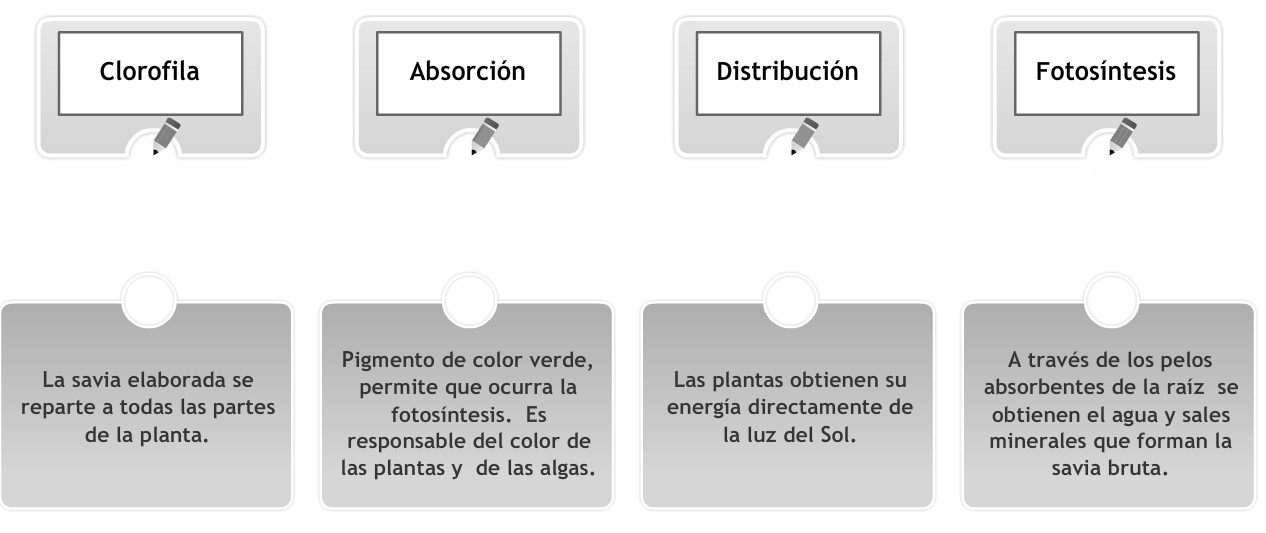 Clorofila
Absorción
Distribución
Fotosíntesis
La savia elaborada se
reparte a todas las partes
de la planta.
Pigmento de color verde,
permite que ocurra la
fotosíntesis.  Es
responsable del color de
las plantas y  de las algas.
Las plantas obtienen su
energía directamente de
la luz del Sol.
A través de los pelos
absorbentes de la raíz  se
obtienen el agua y sales
minerales que forman la
savia bruta.